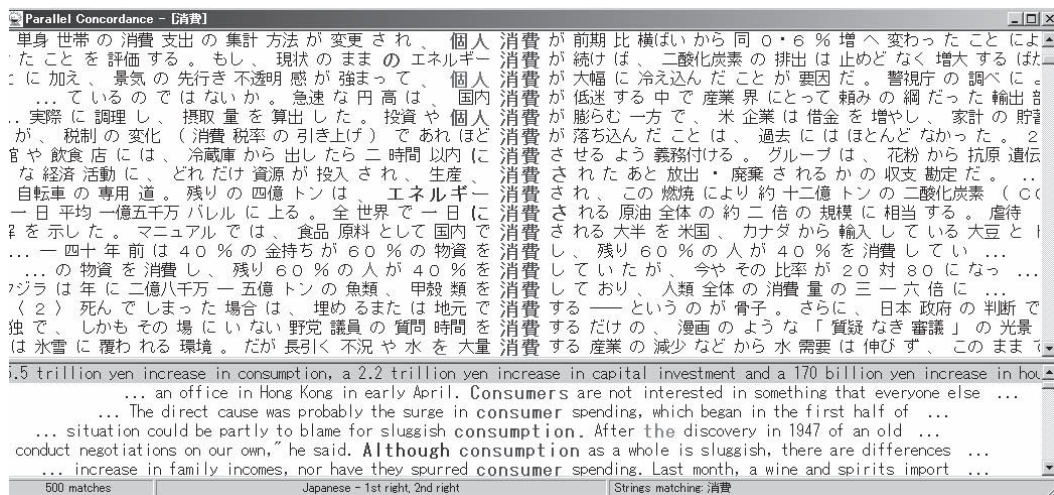 Parallel Concordance - [消費]
単身 世帯 の 消費 支出 の 集計 方法 が 変更 さ れ 、 個人 消費 が 前期 比 横ばい から 同 0・6 % 増 へ 変わっ た こと によ
た こと を 評価 する 。 もし 、 現状 の まま の エネルギー 消費 が 続け ば 、 二酸化炭素 の 排出 は 止めど なく 増大 する
に 加え 、 景気 の 先行き 不透明 感 が 強まっ て 、 個人 消費 が 大幅 に 冷え込ん だ こと が 要因 だ 。 警視庁 の 調べ に
... て いる の で は ない か 。 急速 な 円 高 は 、 国内 消費 が 低迷 する 中 で 産業 界 にとって 頼み の 綱 だっ た 輸出
.. 実際 に 調理 し 、 摂取 量 を 算出 し た 。 投資 や 個人 消費 が 膨らむ 一方 で 、 米 企業 は 借金 を 増やし 、 家計 の 貯
が 、 税制 の 変化 ( 消費 税率 の 引き上げ ) で あれ ほど 消費 が 落ち込ん だ こと は 、 過去 に は ほとんど なかっ た 。 2
や 飲食 店 に は 、 冷蔵庫 から 出し たら 二 時間 以内 に 消費 さ せる よう 義務付ける 。 グループ は 、 花粉 から 抗原 遺伝
な 経済 活動 に 、 どれ だけ 資源 が 投入 さ れ 、 生産 、 消費 さ れ た あと 放出 ・ 廃棄 さ れる か の 収支 勘定 だ 。 ...
自転車 の 専用 道 。 残り の 四億 トン は 、 エネルギー 消費 さ れ 、 この 燃焼 により 約 十二億 トン の 二酸化炭素 ( CO
一 日 平均 一億五千万 バレル に 上る 。 全 世界 で 一 日 に 消費 さ れる 原油 全体 の 約 二 倍 の 規模 に 相当 する 。 虐待
を 示し た 。 マニュアル で は 、 食品 原料 として 国内 で 消費 さ れる 大半 を 米国 、 カナダ から 輸入 し て いる 大豆 と
... 一 四十 年 前 は 40 % の 金持ち が 60 % の 物資 を 消費 し 、 残り 60 % の 人 が 40 % を 消費 し て い ...
... の 物資 を 消費 し 、 残り 60 % の 人 が 40 % を 消費 し て い た が 、 今や その 比率 が 20 対 80 に なっ ...
クジラ は 年 に 二億八千万 ー 五億 トン の 魚類 、 甲殻 類 を 消費 し て おり 、 人類 全体 の 消費 量 の 三 ー 六倍 に ...
〈 2 〉 死ん で しまっ た 場合 は 、 埋め る また は 地元 で 消費 する ―― という の が 骨子 。 さらに 、 日本 政府 の 判断 で
独 で 、 しかも その 場 に い ない 野党 議員 の 質問 時間 を 消費 する だけ の 、 漫画 の ような 「 質疑 なき 審議 」 の 光景
は 氷雪 に 覆わ れる 環境 。 だが 長引く 不況 や 水 を 大量 消費 する 産業 の 減少 など から 水 需要 は 伸び ず 、 この まま
5.5 trillion yen increase in consumption, a 2.2 trillion yen increase in capital investment and a 170 billion yen increase in
... an office in Hong Kong in early April. Consumers are not interested in something that everyone else ...
... The direct cause was probably the surge in consumer spending, which began in the first half of ...
... situation could be partly to blame for sluggish consumption. After the discovery in 1947 of an old ...
conduct negotiations on our own," he said. Although consumption as a whole is sluggish, there are differences ...
... increase in family incomes, nor have they spurred consumer spending. Last month, a wine and spirits import ...
500 matches Japanese - 1st right, 2nd right Strings matching: 消費